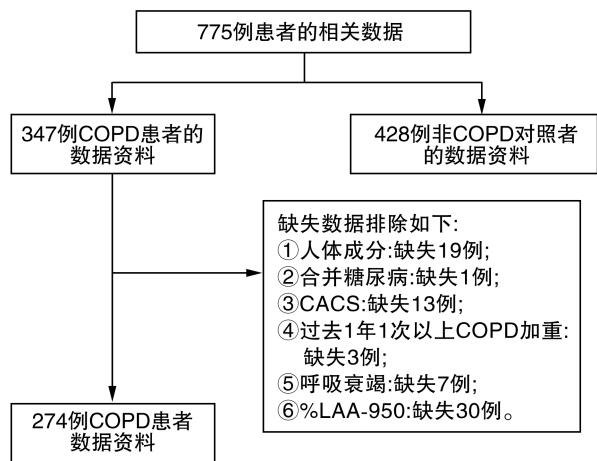 775例患者的相关数据
347例COPD患者的
数据资料
428例非COPD对照者
的数据资料
缺失数据排除如下:
①人体成分:缺失19例;
②合并糖尿病:缺失1例;
③CACS:缺失13例;
④过去1年1次以上COPD加重:
缺失3例;
⑤呼吸衰竭:缺失7例;
⑥%LAA-950:缺失30例。
274例COPD患者
数据资料